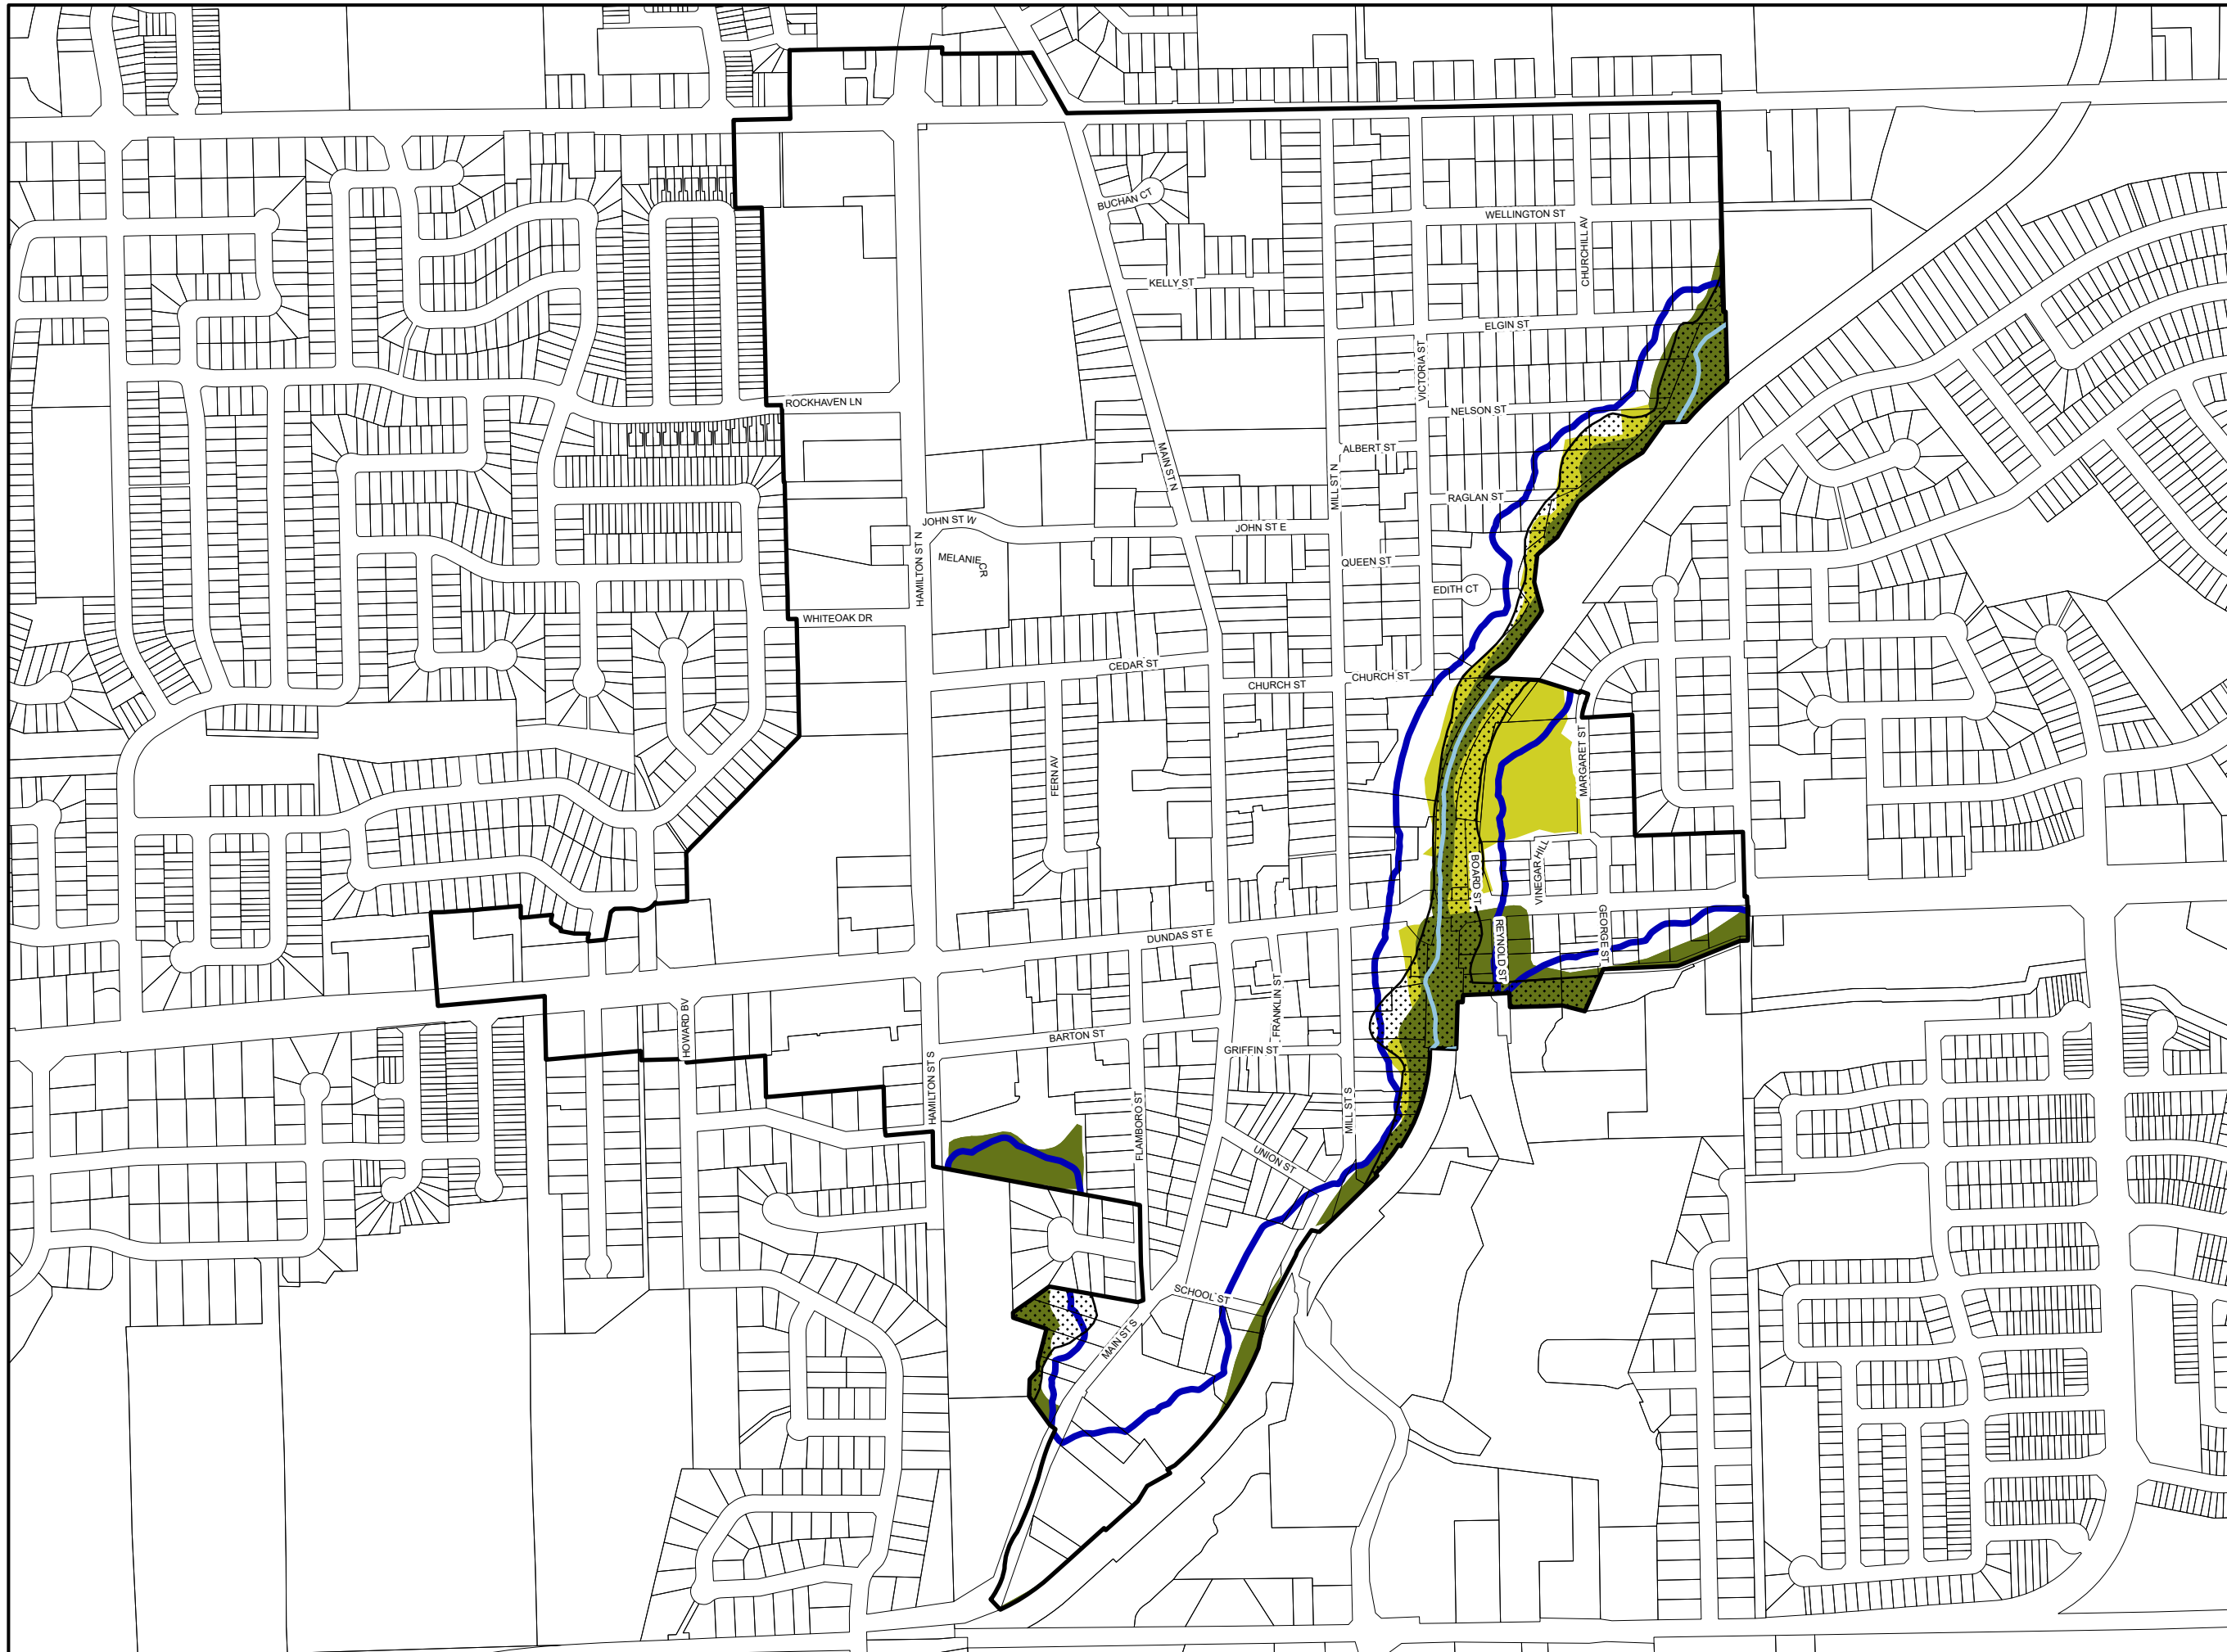 BUCHAN CT
WELLINGTON ST
CHURCHILL AV
KELLY ST
ELGIN ST
VICTORIA ST
ROCKHAVEN LN
NELSON ST
MAIN ST N
ALBERT ST
MILL ST N
RAGLAN ST
JOHN ST W
JOHN ST E
HAMILTON ST N
MELANIE CR
QUEEN ST
EDITH CT
WHITEOAK DR
CEDAR ST
CHURCH ST
CHURCH ST
FERN AV
MARGARET ST
VINEGAR HILL
BOARD ST
DUNDAS ST E
REYNOLD ST
GEORGE ST
FRANKLIN ST
HOWARD BV
BARTON ST
GRIFFIN ST
HAMILTON ST S
FLAMBORO ST
MILL ST S
UNION ST
SCHOOL ST
MAIN ST S